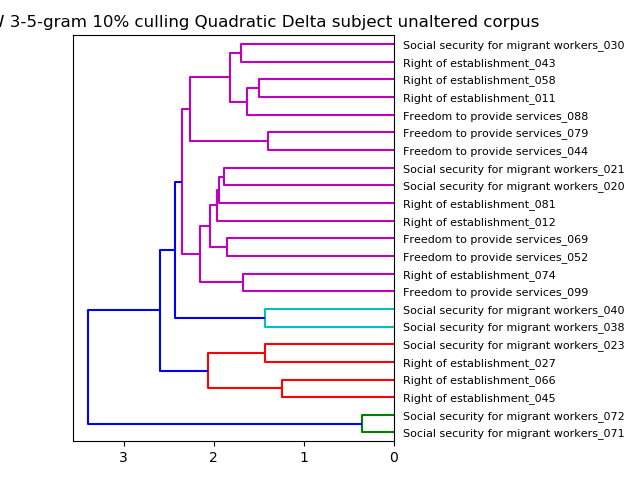 3-5-gram 10% culling Quadratic Delta subject unaltered corpus
Social security for migrant workers_030
Right of establishment_043
Right of establishment_058
Right of establishment_011
Freedom to provide services_088
Freedom to provide services_079
Freedom to provide services_044
Social security for migrant workers_021
Social security for migrant workers_020
Right of establishment_081
Right of establishment_012
Freedom to provide services_069
Freedom to provide services_052
Right of establishment_074
Freedom to provide services_099
Social security for migrant workers_040
Social security for migrant workers_038
Social security for migrant workers_023
Right of establishment_027
Right of establishment_066
Right of establishment_045
Social security for migrant workers_072
Social security for migrant workers_071
3 2 1 0